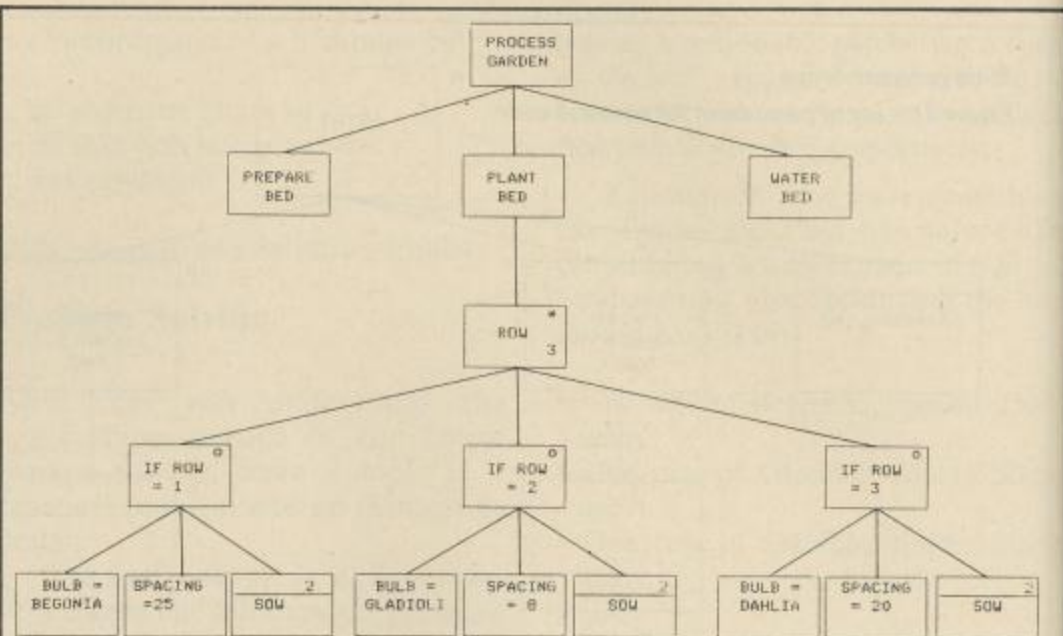 PROCESS
GARDEN
PREPARE
BED
PLANT
BED
WATER
BED
*
ROW
3
o
IF ROW
= 1
o
IF ROW
= 2
o
IF ROW
= 3
BULB =
BEGONIA
SPACING
=25
2
SOW
BULB =
GLADIOLI
SPACING
= 8
2
SOW
BULB =
DAHLIA
SPACING
= 20
2
SOW